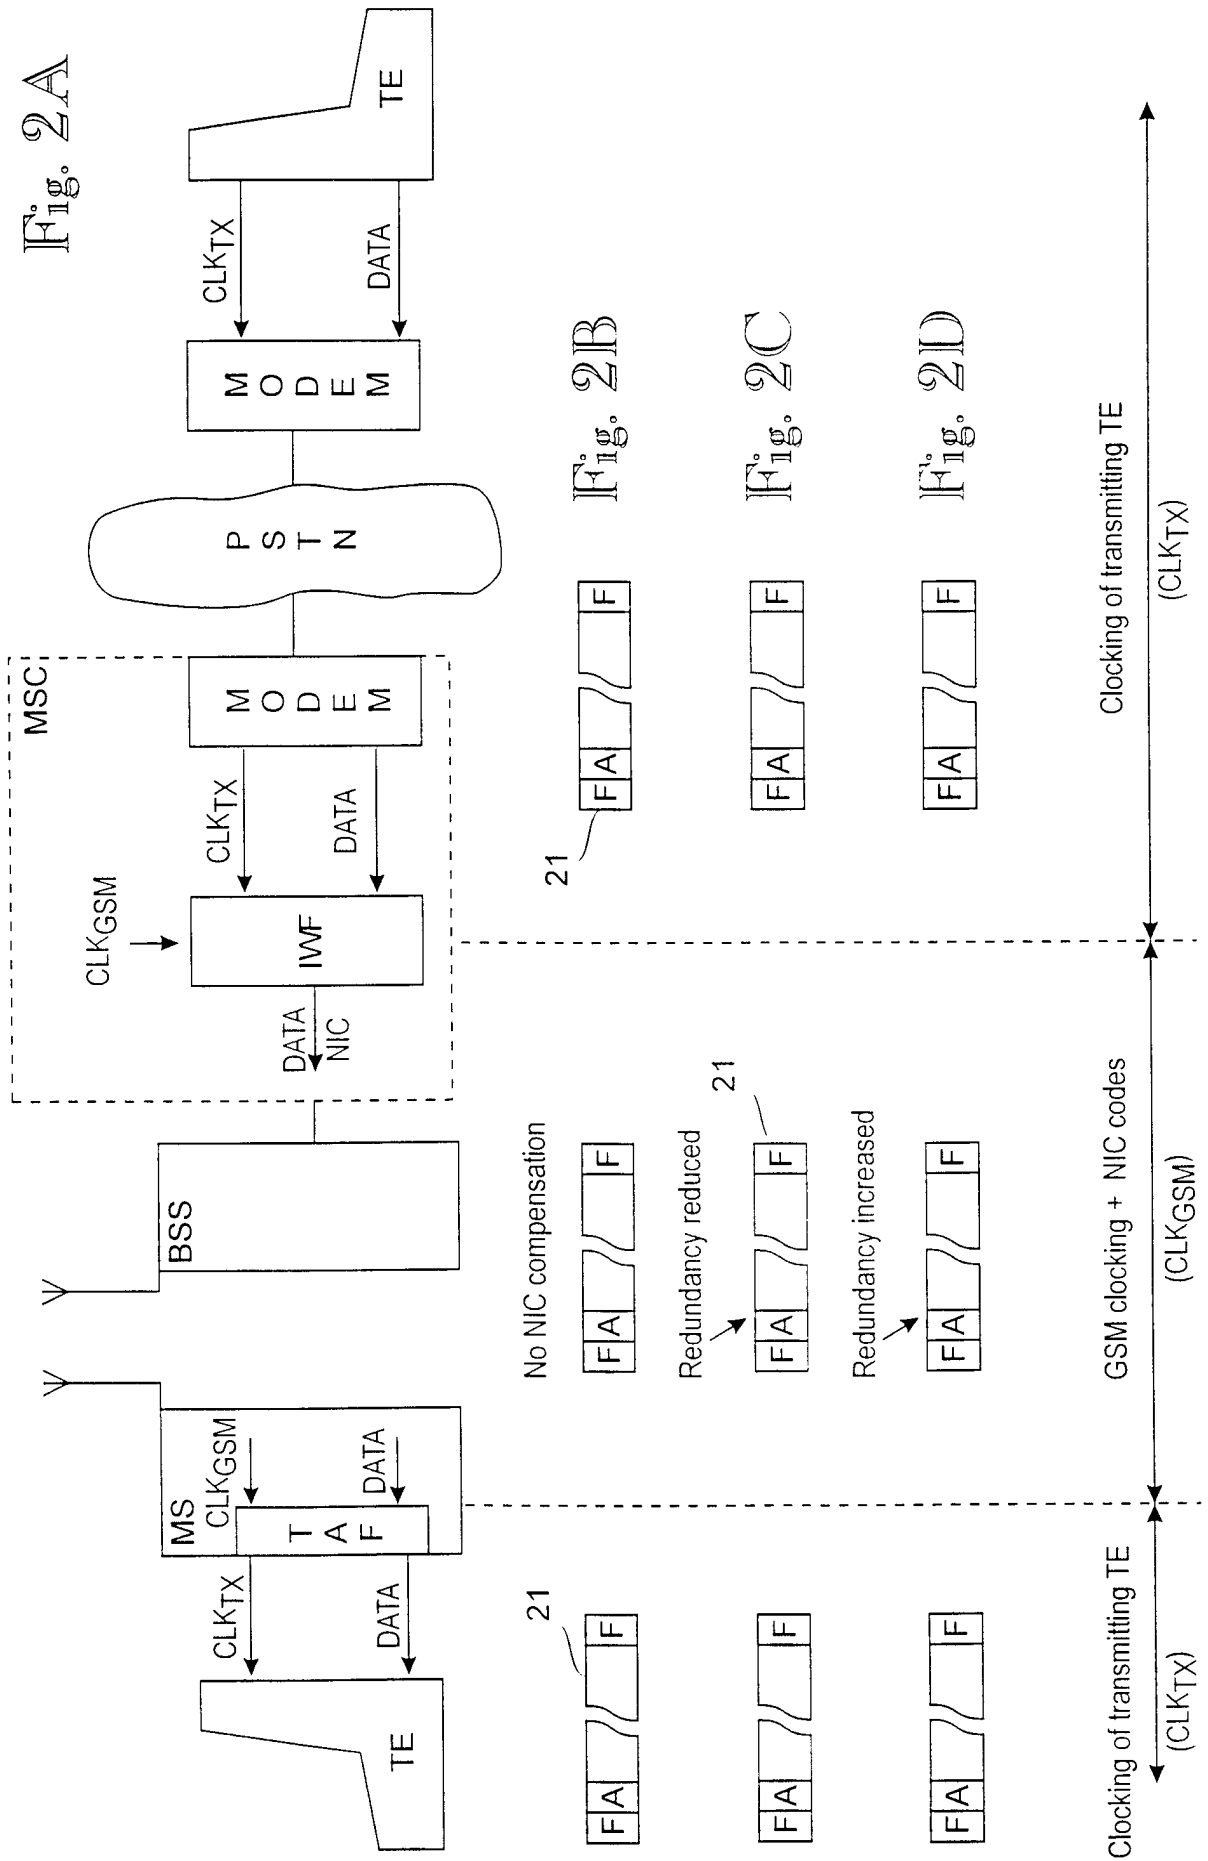 Fig. 2A
TE
CLKTX
DATA
TAF
MS
CLKGSM
DATA
BSS
DATA
NIC
CLKGSM
IWF
CLKTX
DATA
MSC
MODEM
PSTN
MODEM
CLKTX
DATA
TE
21
F A F
No NIC compensation
F A F
21
F A F
Fig. 2B
F A F
Redundancy reduced
F A F
21
F A F
Fig. 2C
F A F
Redundancy increased
F A F
F A F
Fig. 2D
Clocking of transmitting TE
(CLKTX)
GSM clocking + NIC codes
(CLKGSM)
Clocking of transmitting TE
(CLKTX)